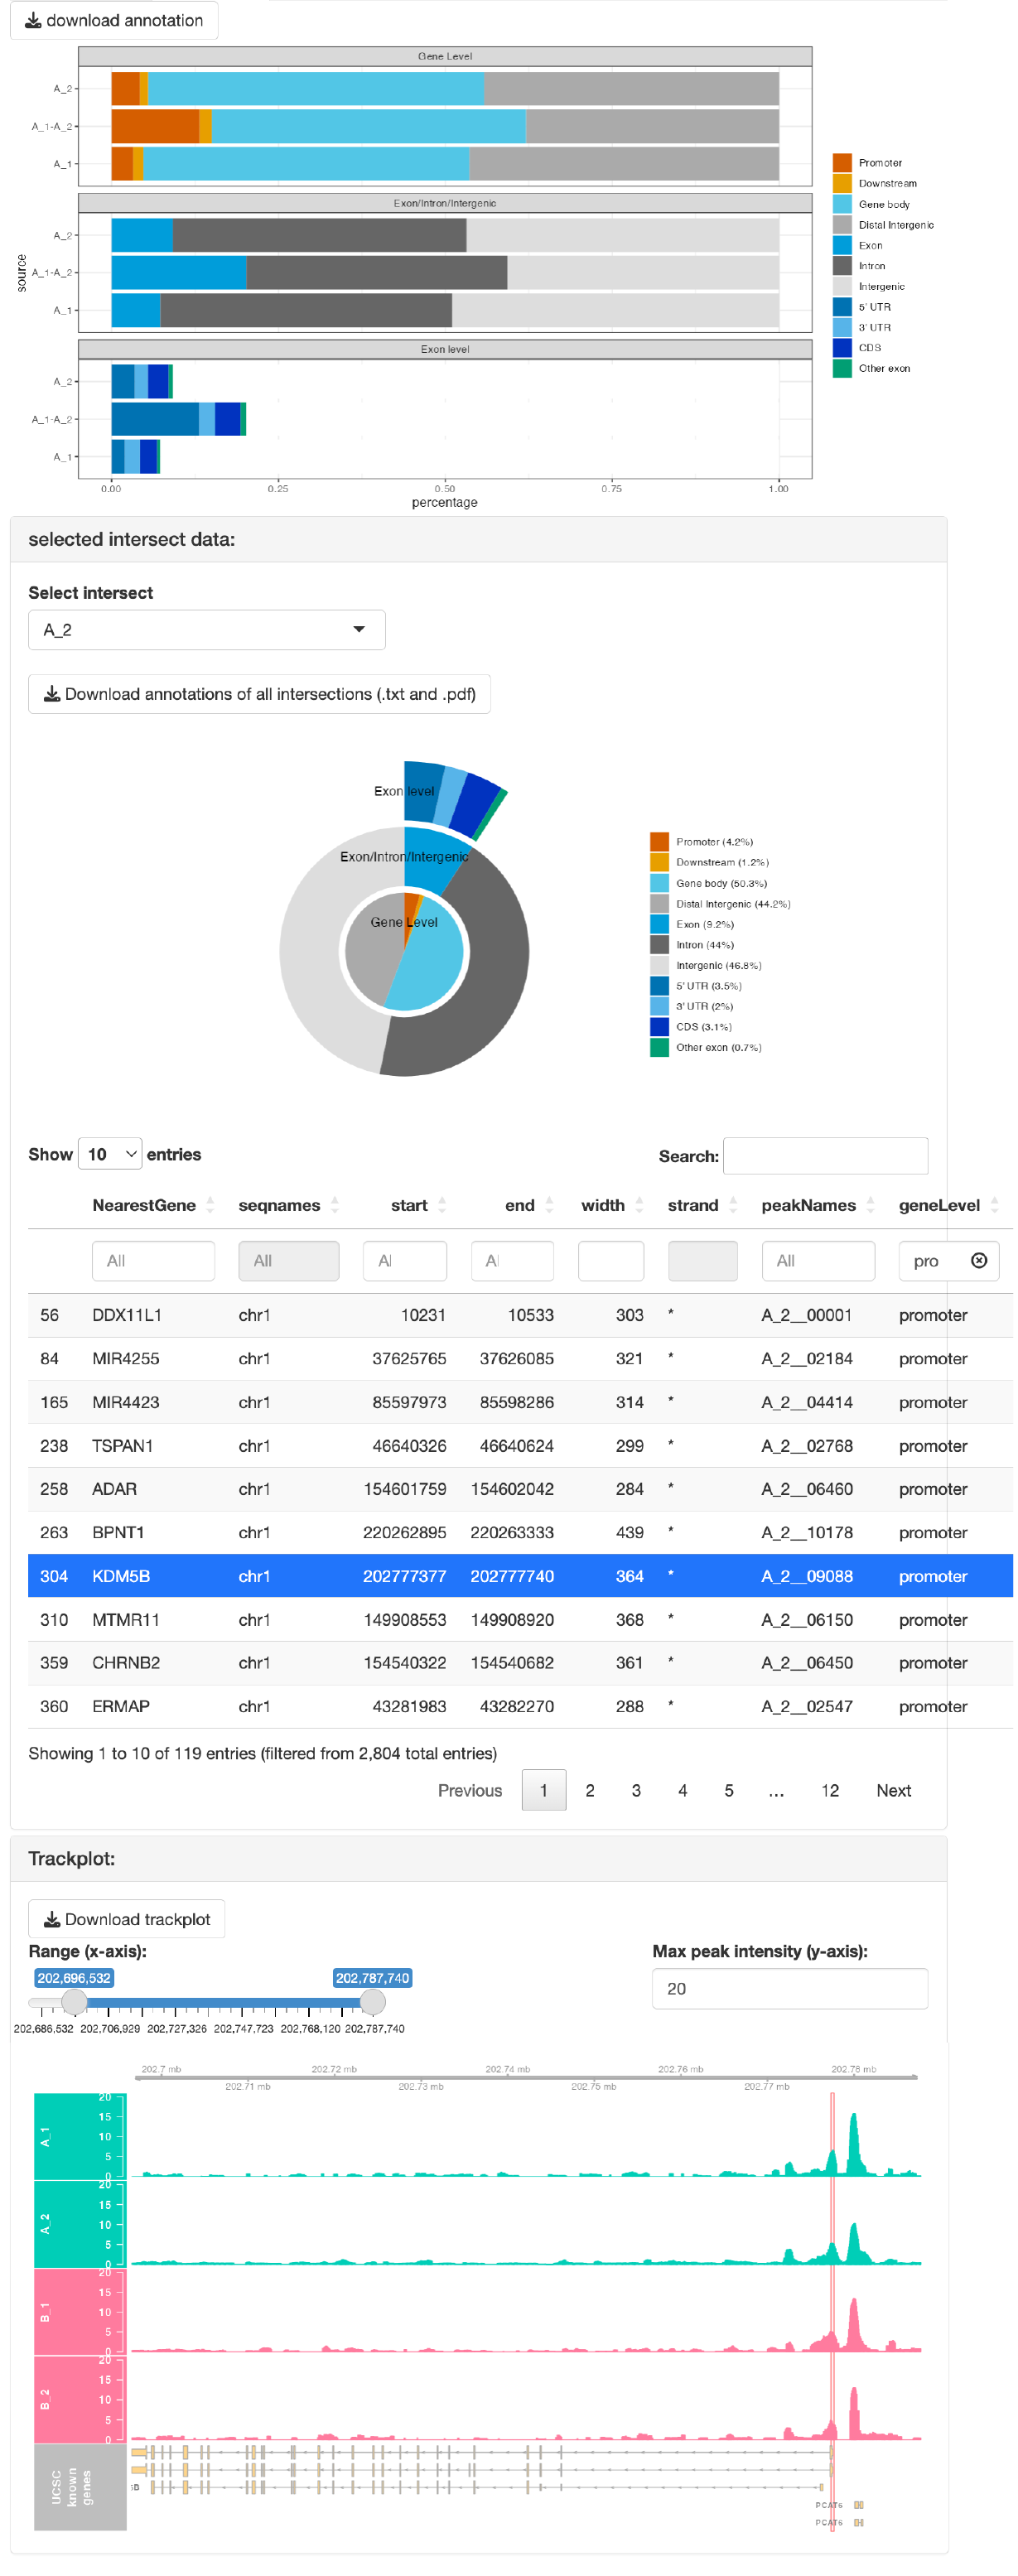 download annotation
Gene Level
A_2
A_1-A_2
A_1
Exon/Intron/Intergenic
A_2
A_1-A_2
A_1
source
Exon level
A_2
A_1-A_2
A_1
0.00 0.25 0.50 0.75 1.00
percentage
Promoter
Downstream
Gene body
Distal Intergenic
Exon
Intron
Intergenic
5' UTR
3' UTR
CDS
Other exon
selected intersect data:
Select intersect
A_2
Download annotations of all intersections (.txt and .pdf)
Exon level
Exon/Intron/Intergenic
Gene Level
Promoter (4.2%)
Downstream (1.2%)
Gene body (50.3%)
Distal Intergenic (44.2%)
Exon (9.2%)
Intron (44%)
Intergenic (46.8%)
5' UTR (3.5%)
3' UTR (2%)
CDS (3.1%)
Other exon (0.7%)
Show 10 entries
Search:
NearestGene seqnames start end width strand peakNames geneLevel
All All Al Al All pro
56 DDX11L1 chr1 10231 10533 303 * A_2__00001 promoter
84 MIR4255 chr1 37625765 37626085 321 * A_2__02184 promoter
165 MIR4423 chr1 85597973 85598286 314 * A_2__04414 promoter
238 TSPAN1 chr1 46640326 46640624 299 * A_2__02768 promoter
258 ADAR chr1 154601759 154602042 284 * A_2__06460 promoter
263 BPNT1 chr1 220262895 220263333 439 * A_2__10178 promoter
304 KDM5B chr1 202777377 202777740 364 * A_2__09088 promoter
310 MTMR11 chr1 149908553 149908920 368 * A_2__06150 promoter
359 CHRNB2 chr1 154540322 154540682 361 * A_2__06450 promoter
360 ERMAP chr1 43281983 43282270 288 * A_2__02547 promoter
Showing 1 to 10 of 119 entries (filtered from 2,804 total entries)
Previous 1 2 3 4 5 ... 12 Next
Trackplot:
Download trackplot
Range (x-axis):
202,696,532 202,787,740
202,686,532 202,706,929 202,727,326 202,747,723 202,768,120 202,787,740
Max peak intensity (y-axis):
20
202.7 mb 202.72 mb 202.74 mb 202.76 mb 202.78 mb
202.71 mb 202.73 mb 202.75 mb 202.77 mb
A_1
20
15
10
5
0
A_2
20
15
10
5
0
B_1
20
15
10
5
0
B_2
20
15
10
5
0
UCSC
known
genes
5B
PCAT6
PCAT6